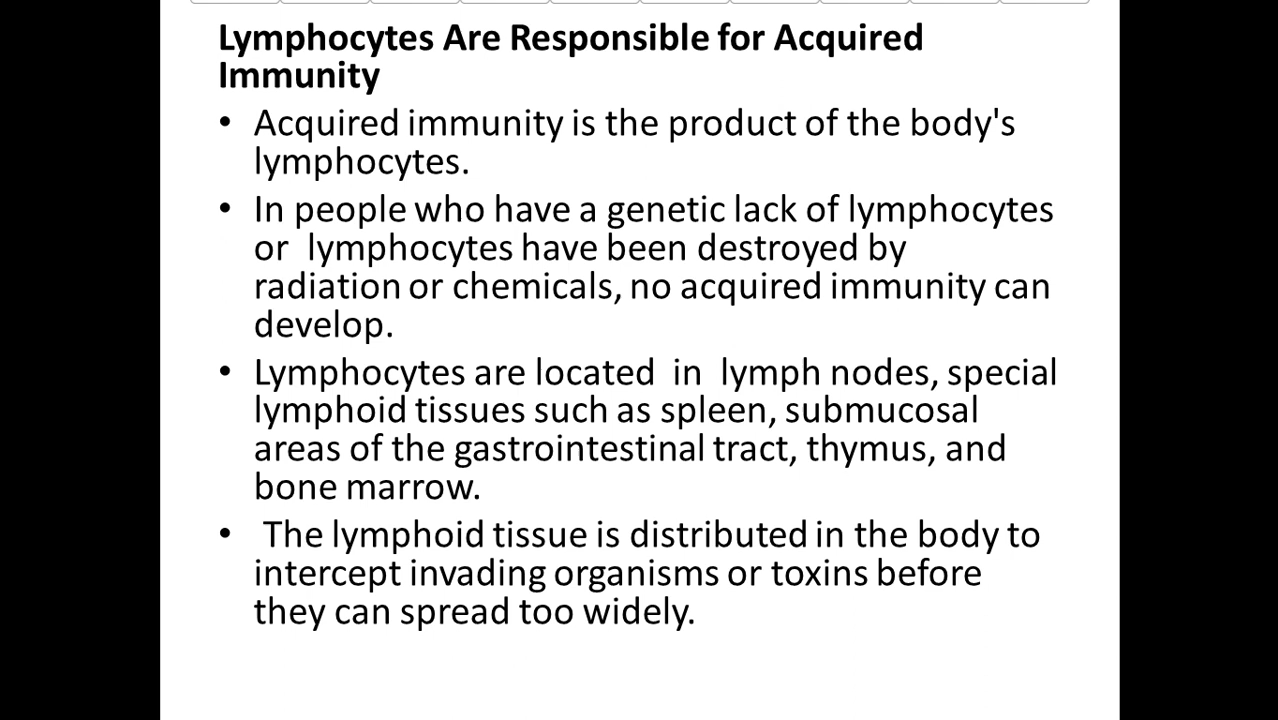 Lymphocytes Are Responsible for Acquired
Immunity
• Acquired immunity is the product of the body's
lymphocytes.
• In people who have a genetic lack of lymphocytes
or  lymphocytes have been destroyed by
radiation or chemicals, no acquired immunity can
develop.
• Lymphocytes are located  in  lymph nodes, special
lymphoid tissues such as spleen, submucosal
areas of the gastrointestinal tract, thymus, and
bone marrow.
•  The lymphoid tissue is distributed in the body to
intercept invading organisms or toxins before
they can spread too widely.